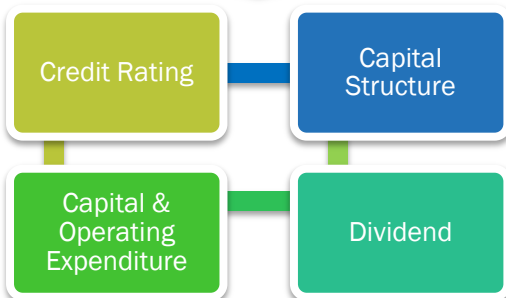 Credit Rating
Capital
Structure
Capital &
Operating
Expenditure
Dividend